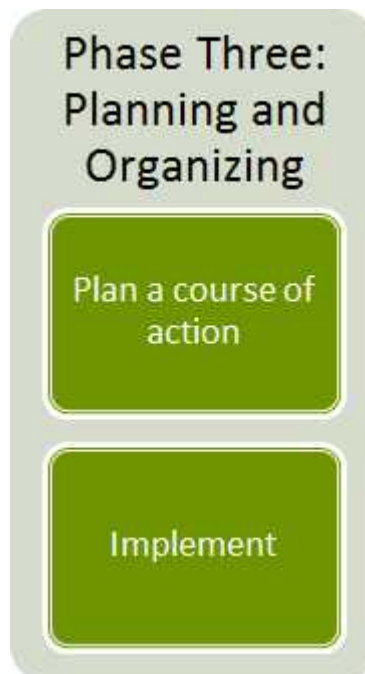 Phase Three:
Planning and
Organizing
Plan a course of
action
Implement